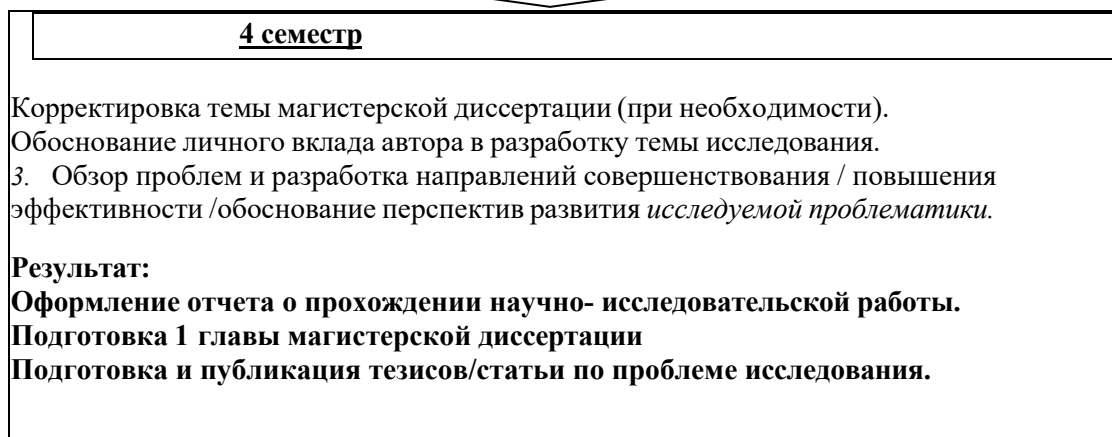 4 семестр
Корректировка темы магистерской диссертации (при необходимости).
Обоснование личного вклада автора в разработку темы исследования.
3. Обзор проблем и разработка направлений совершенствования / повышения
эффективности /обоснование перспектив развития исследуемой проблематики.
Результат:
Оформление отчета о прохождении научно- исследовательской работы.
Подготовка 1 главы магистерской диссертации
Подготовка и публикация тезисов/статьи по проблеме исследования.